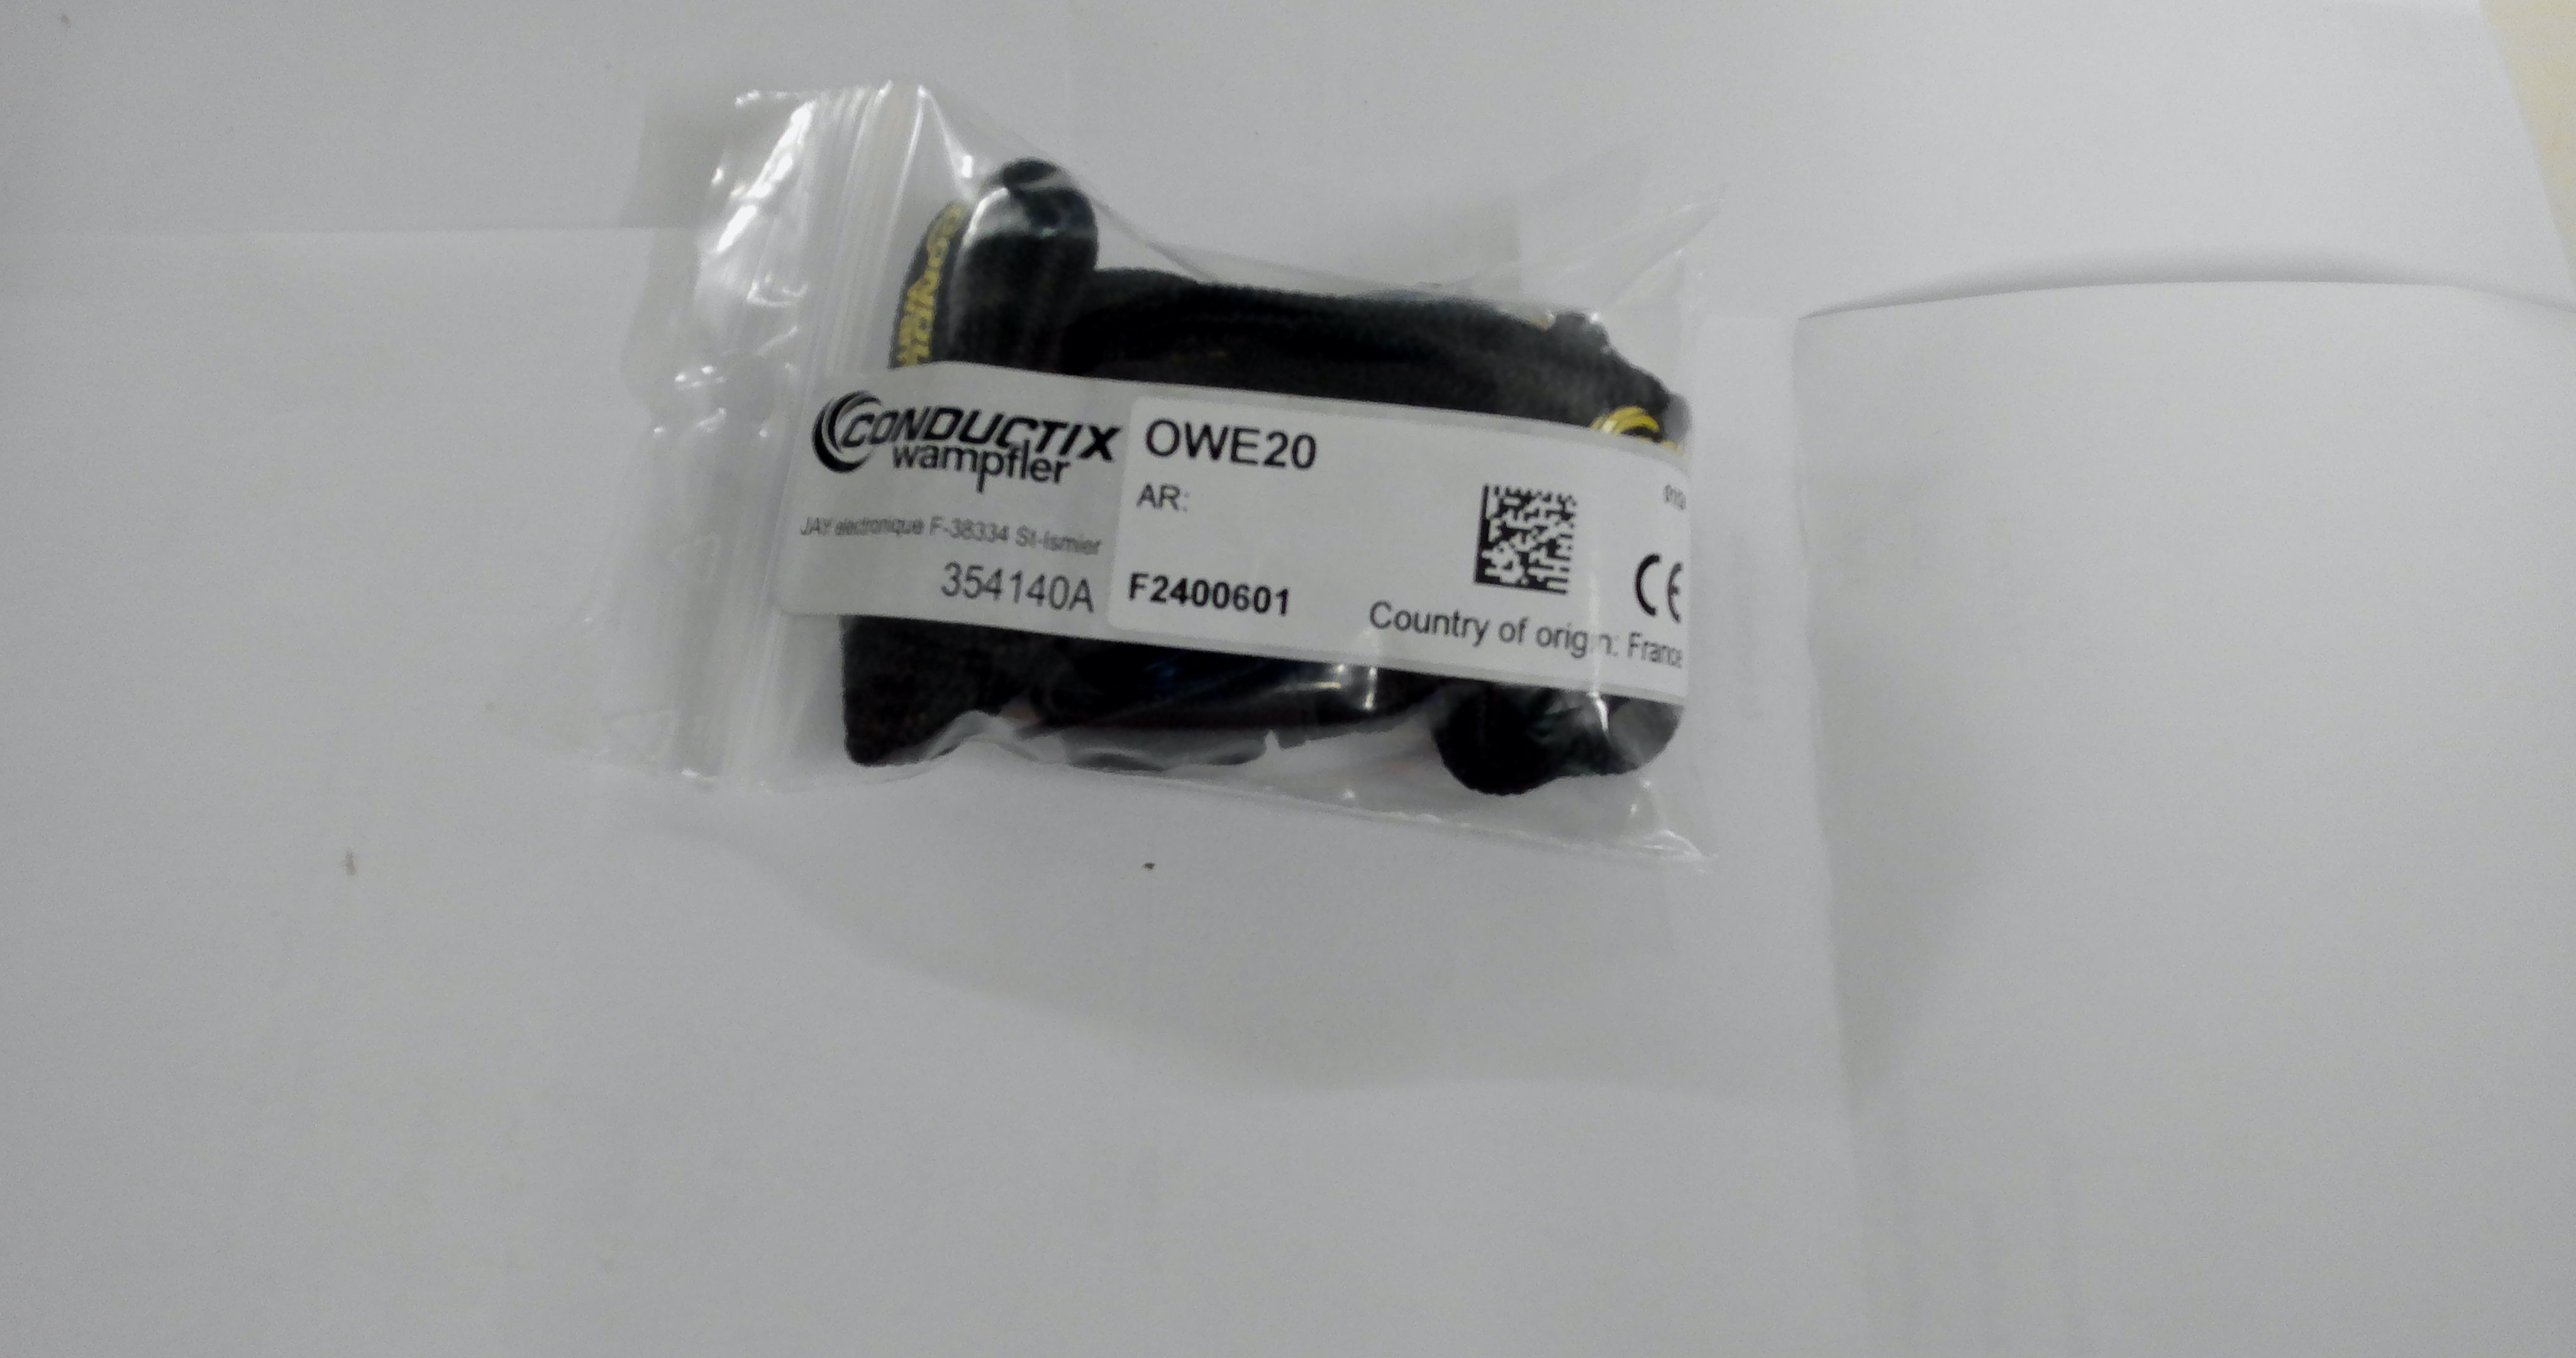 CONDUCTIX
wampfler
JAY electronique F-38334 St-Ismier
354140A
OWE20
AR:
F2400601
CE
Country of origin: France